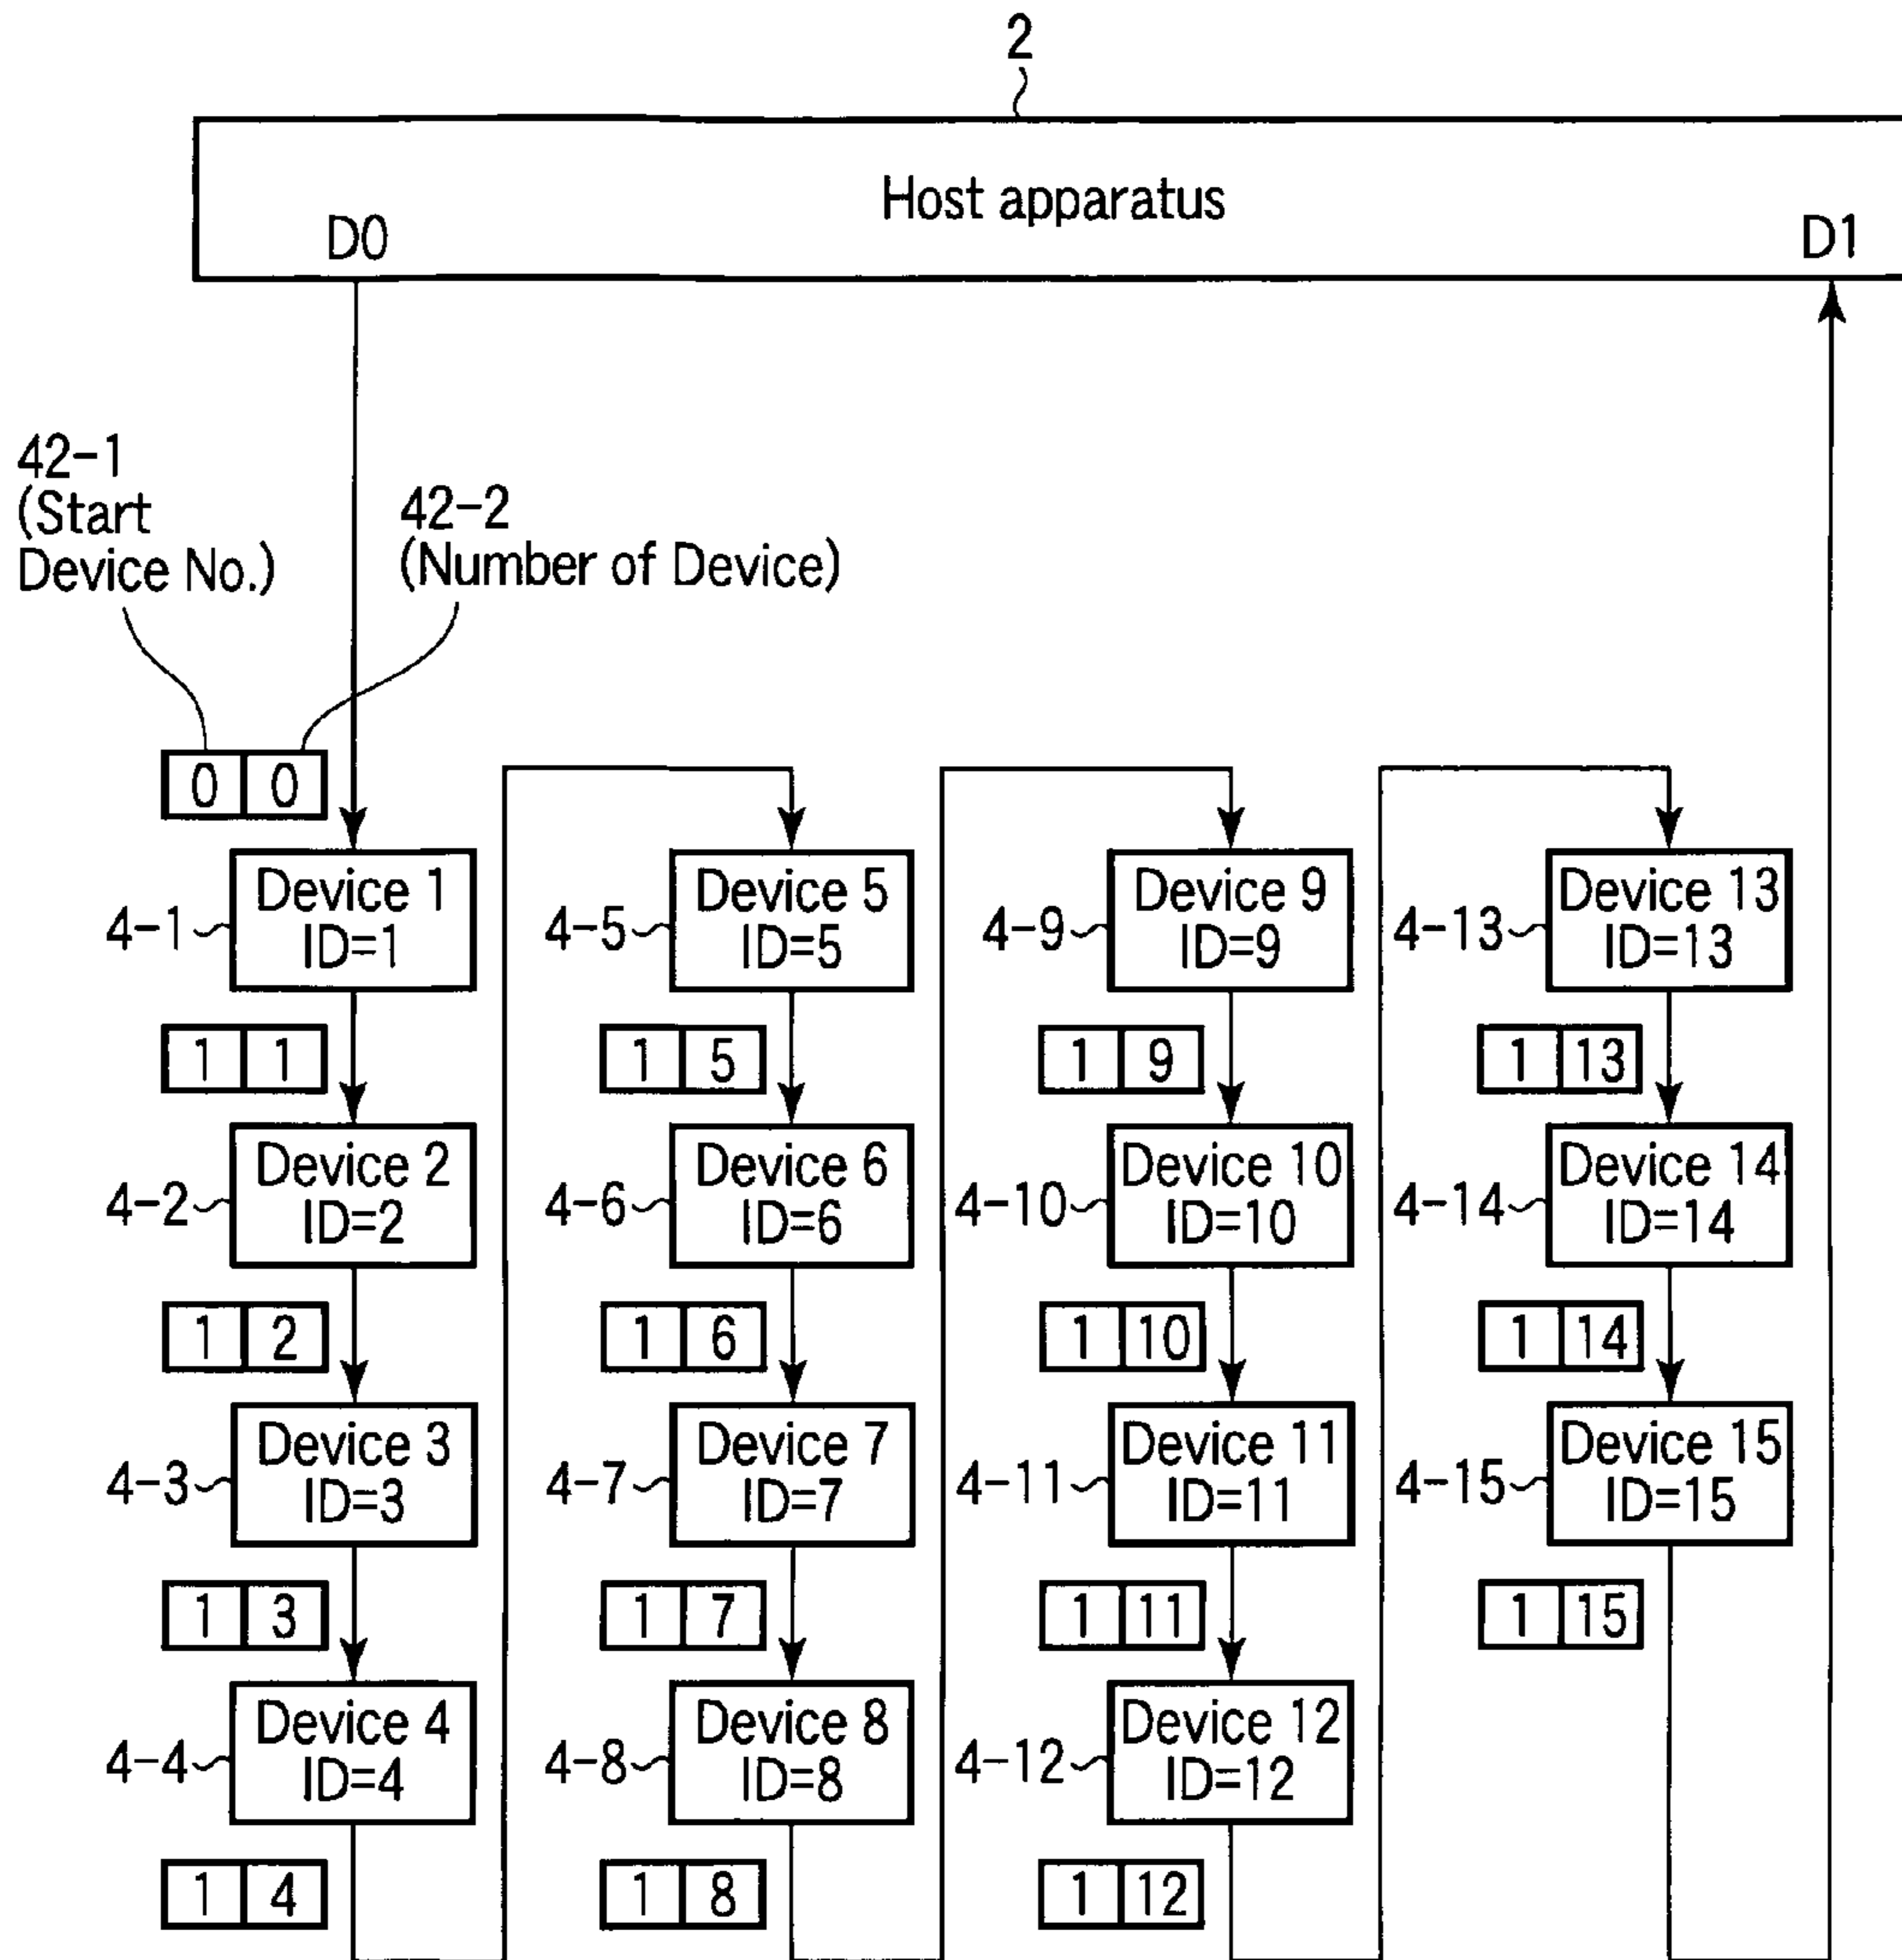 2
Host apparatus
D0
D1
42-1
(Start
Device No.)
42-2
(Number of Device)
0 0
Device 1
ID=1
4-1
1 1
Device 2
ID=2
4-2
1 2
Device 3
ID=3
4-3
1 3
Device 4
ID=4
4-4
1 4
Device 5
ID=5
4-5
1 5
Device 6
ID=6
4-6
1 6
Device 7
ID=7
4-7
1 7
Device 8
ID=8
4-8
1 8
Device 9
ID=9
4-9
1 9
Device 10
ID=10
4-10
1 10
Device 11
ID=11
4-11
1 11
Device 12
ID=12
4-12
1 12
Device 13
ID=13
4-13
1 13
Device 14
ID=14
4-14
1 14
Device 15
ID=15
4-15
1 15